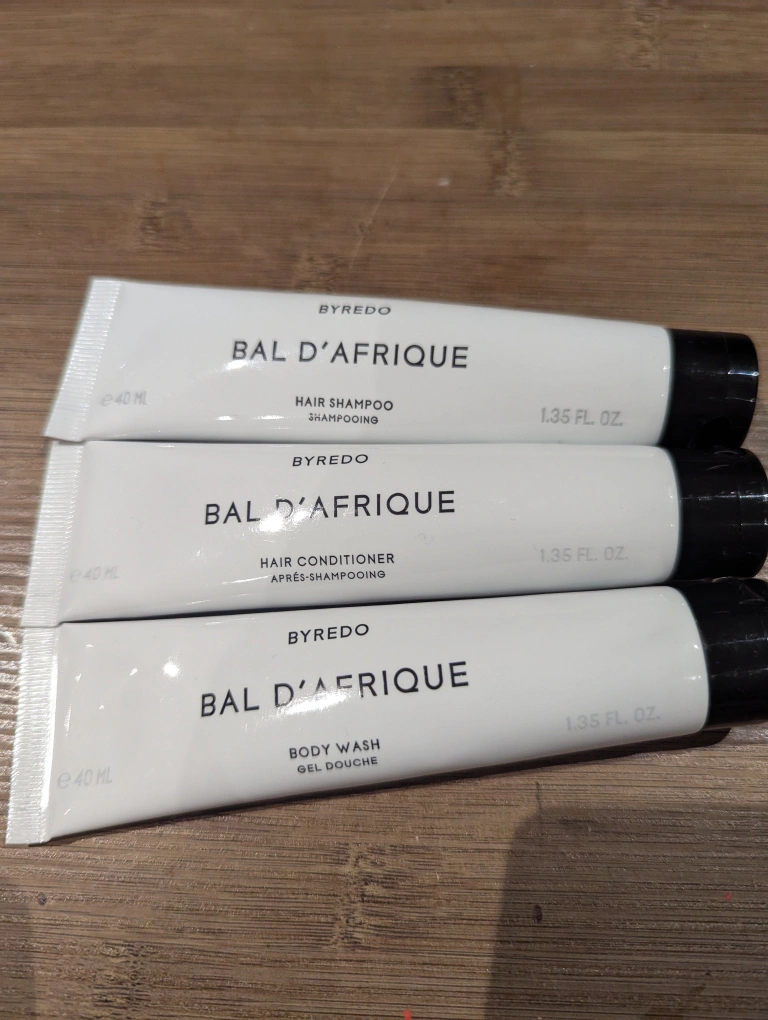 BYREDO
BAL D'AFRIQUE
HAIR SHAMPOO
SHAMPOOING
℮40 ML
1.35 FL. OZ.
BYREDO
BAL D'AFRIQUE
HAIR CONDITIONER
APRÉS-SHAMPOOING
℮40 ML
1.35 FL. OZ.
BYREDO
BAL D'AFRIQUE
BODY WASH
GEL DOUCHE
℮40 ML
1.35 FL. OZ.